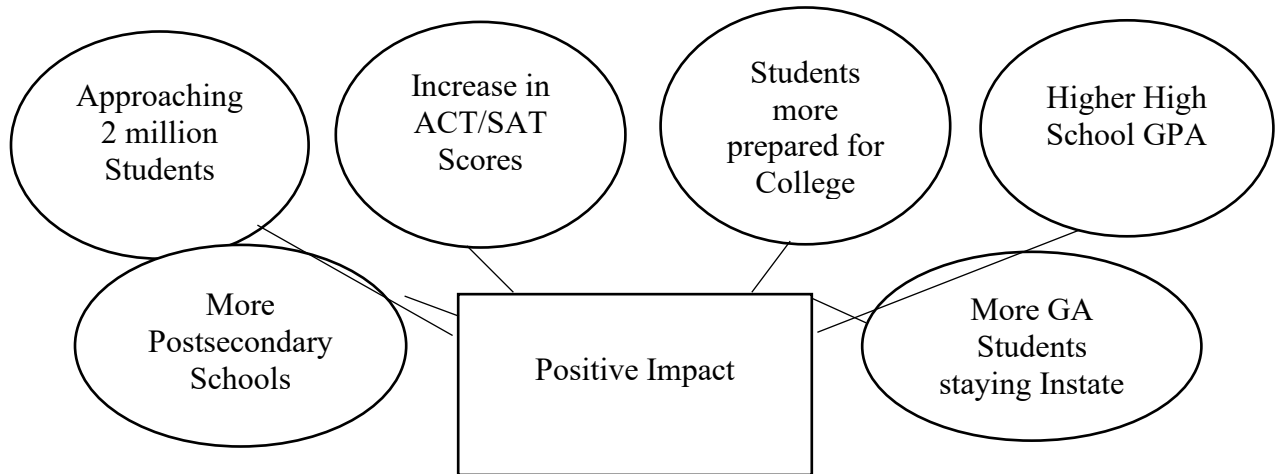 Approaching
2 million
Students
Increase in
ACT/SAT
Scores
Students
more
prepared for
College
Higher High
School GPA
More
Postsecondary
Schools
Positive Impact
More GA
Students
staying Instate